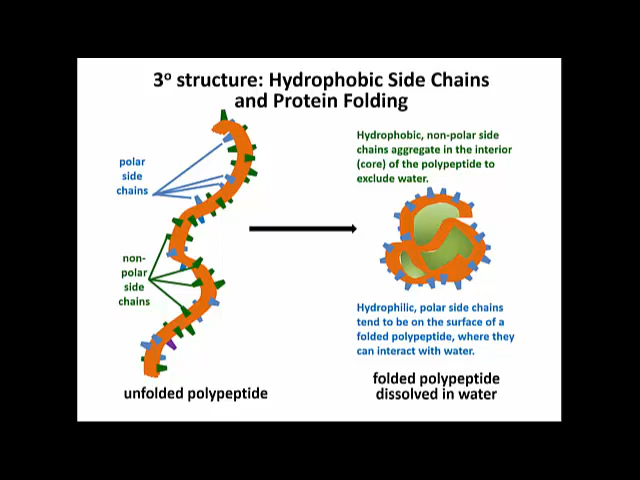 3º structure: Hydrophobic Side Chains
and Protein Folding
Hydrophobic, non-polar side
chains aggregate in the interior
(core) of the polypeptide to
exclude water.
polar
side
chains
non-
polar
side
chains
Hydrophilic, polar side chains
tend to be on the surface of a
folded polypeptide, where they
can interact with water.
unfolded polypeptide
folded polypeptide
dissolved in water